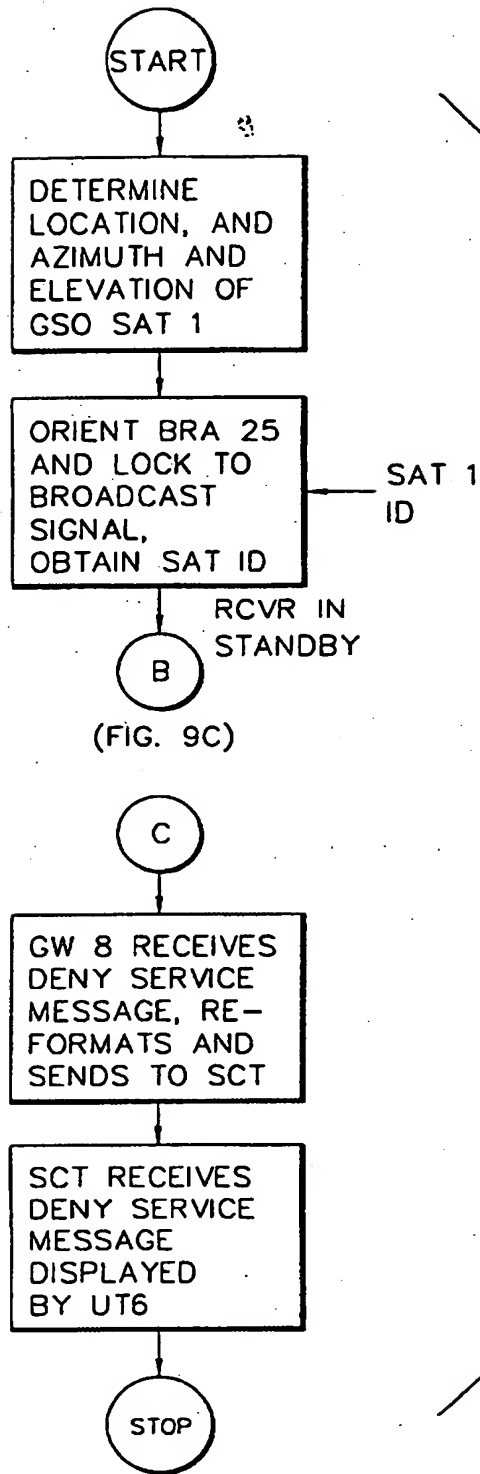 START
DETERMINE
LOCATION, AND
AZIMUTH AND
ELEVATION OF
GSO SAT 1
ORIENT BRA 25
AND LOCK TO
BROADCAST
SIGNAL,
OBTAIN SAT ID
SAT 1
ID
RCVR IN
STANDBY
B
(FIG. 9C)
C
GW 8 RECEIVES
DENY SERVICE
MESSAGE, RE-
FORMATS AND
SENDS TO SCT
SCT RECEIVES
DENY SERVICE
MESSAGE
DISPLAYED
BY UT6
STOP